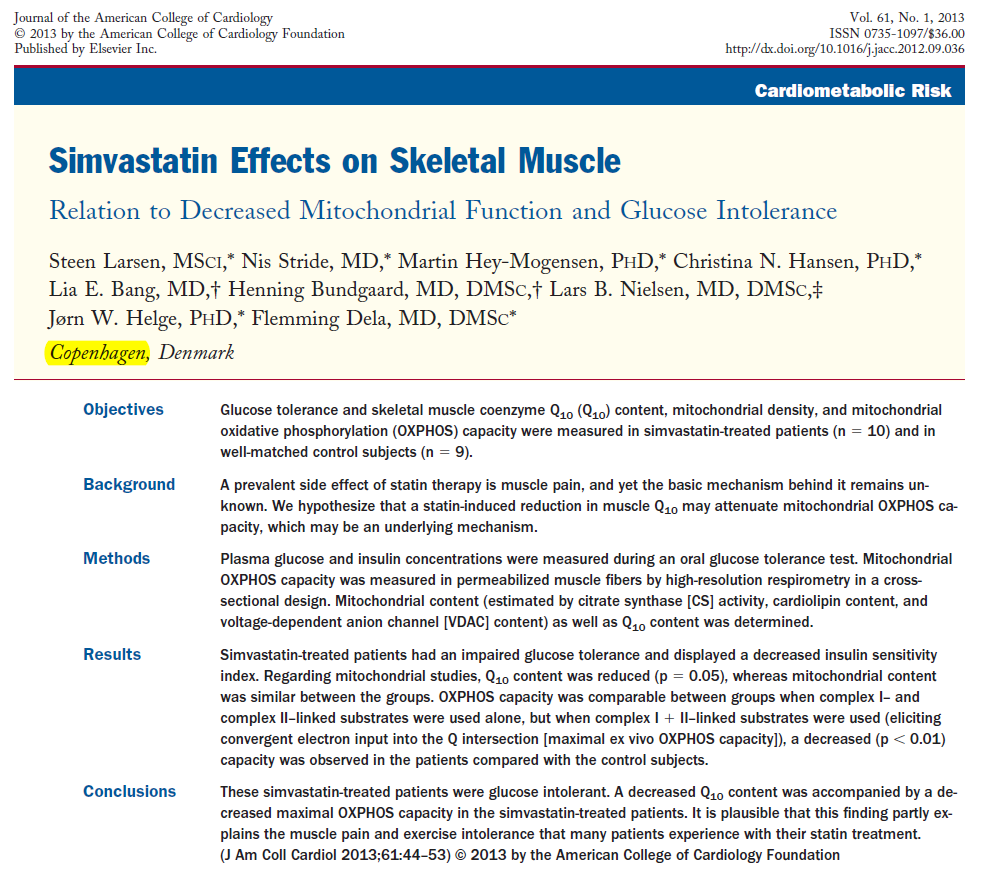 Journal of the American College of Cardiology
© 2013 by the American College of Cardiology Foundation
Published by Elsevier Inc.
Vol. 61, No. 1, 2013
ISSN 0735-1097/$36.00
http://dx.doi.org/10.1016/j.jacc.2012.09.036
Cardiometabolic Risk
Simvastatin Effects on Skeletal Muscle
Relation to Decreased Mitochondrial Function and Glucose Intolerance
Steen Larsen, MSCI,* Nis Stride, MD,* Martin Hey-Mogensen, PHD,* Christina N. Hansen, PHD,*
Lia E. Bang, MD,† Henning Bundgaard, MD, DMSC,† Lars B. Nielsen, MD, DMSC,‡
Jørn W. Helge, PHD,* Flemming Dela, MD, DMSC*
Copenhagen, Denmark
Objectives
Glucose tolerance and skeletal muscle coenzyme Q10 (Q10) content, mitochondrial density, and mitochondrial
oxidative phosphorylation (OXPHOS) capacity were measured in simvastatin-treated patients (n = 10) and in
well-matched control subjects (n = 9).
Background
A prevalent side effect of statin therapy is muscle pain, and yet the basic mechanism behind it remains un-
known. We hypothesize that a statin-induced reduction in muscle Q10 may attenuate mitochondrial OXPHOS ca-
pacity, which may be an underlying mechanism.
Methods
Plasma glucose and insulin concentrations were measured during an oral glucose tolerance test. Mitochondrial
OXPHOS capacity was measured in permeabilized muscle fibers by high-resolution respirometry in a cross-
sectional design. Mitochondrial content (estimated by citrate synthase [CS] activity, cardiolipin content, and
voltage-dependent anion channel [VDAC] content) as well as Q10 content was determined.
Results
Simvastatin-treated patients had an impaired glucose tolerance and displayed a decreased insulin sensitivity
index. Regarding mitochondrial studies, Q10 content was reduced (p = 0.05), whereas mitochondrial content
was similar between the groups. OXPHOS capacity was comparable between groups when complex I– and
complex II–linked substrates were used alone, but when complex I + II–linked substrates were used (eliciting
convergent electron input into the Q intersection [maximal ex vivo OXPHOS capacity]), a decreased (p < 0.01)
capacity was observed in the patients compared with the control subjects.
Conclusions
These simvastatin-treated patients were glucose intolerant. A decreased Q10 content was accompanied by a de-
creased maximal OXPHOS capacity in the simvastatin-treated patients. It is plausible that this finding partly ex-
plains the muscle pain and exercise intolerance that many patients experience with their statin treatment.
(J Am Coll Cardiol 2013;61:44–53) © 2013 by the American College of Cardiology Foundation